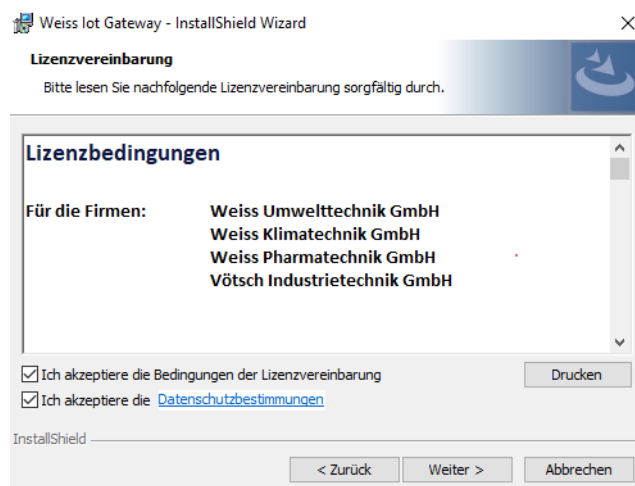 Weiss Iot Gateway - InstallShield Wizard
Lizenzvereinbarung
Bitte lesen Sie nachfolgende Lizenzvereinbarung sorgfältig durch.
Lizenzbedingungen
Für die Firmen: Weiss Umwelttechnik GmbH
Weiss Klimatechnik GmbH
Weiss Pharmatechnik GmbH
Vötsch Industrietechnik GmbH
Ich akzeptiere die Bedingungen der Lizenzvereinbarung
Drucken
Ich akzeptiere die Datenschutzbestimmungen
InstallShield
< Zurück
Weiter >
Abbrechen